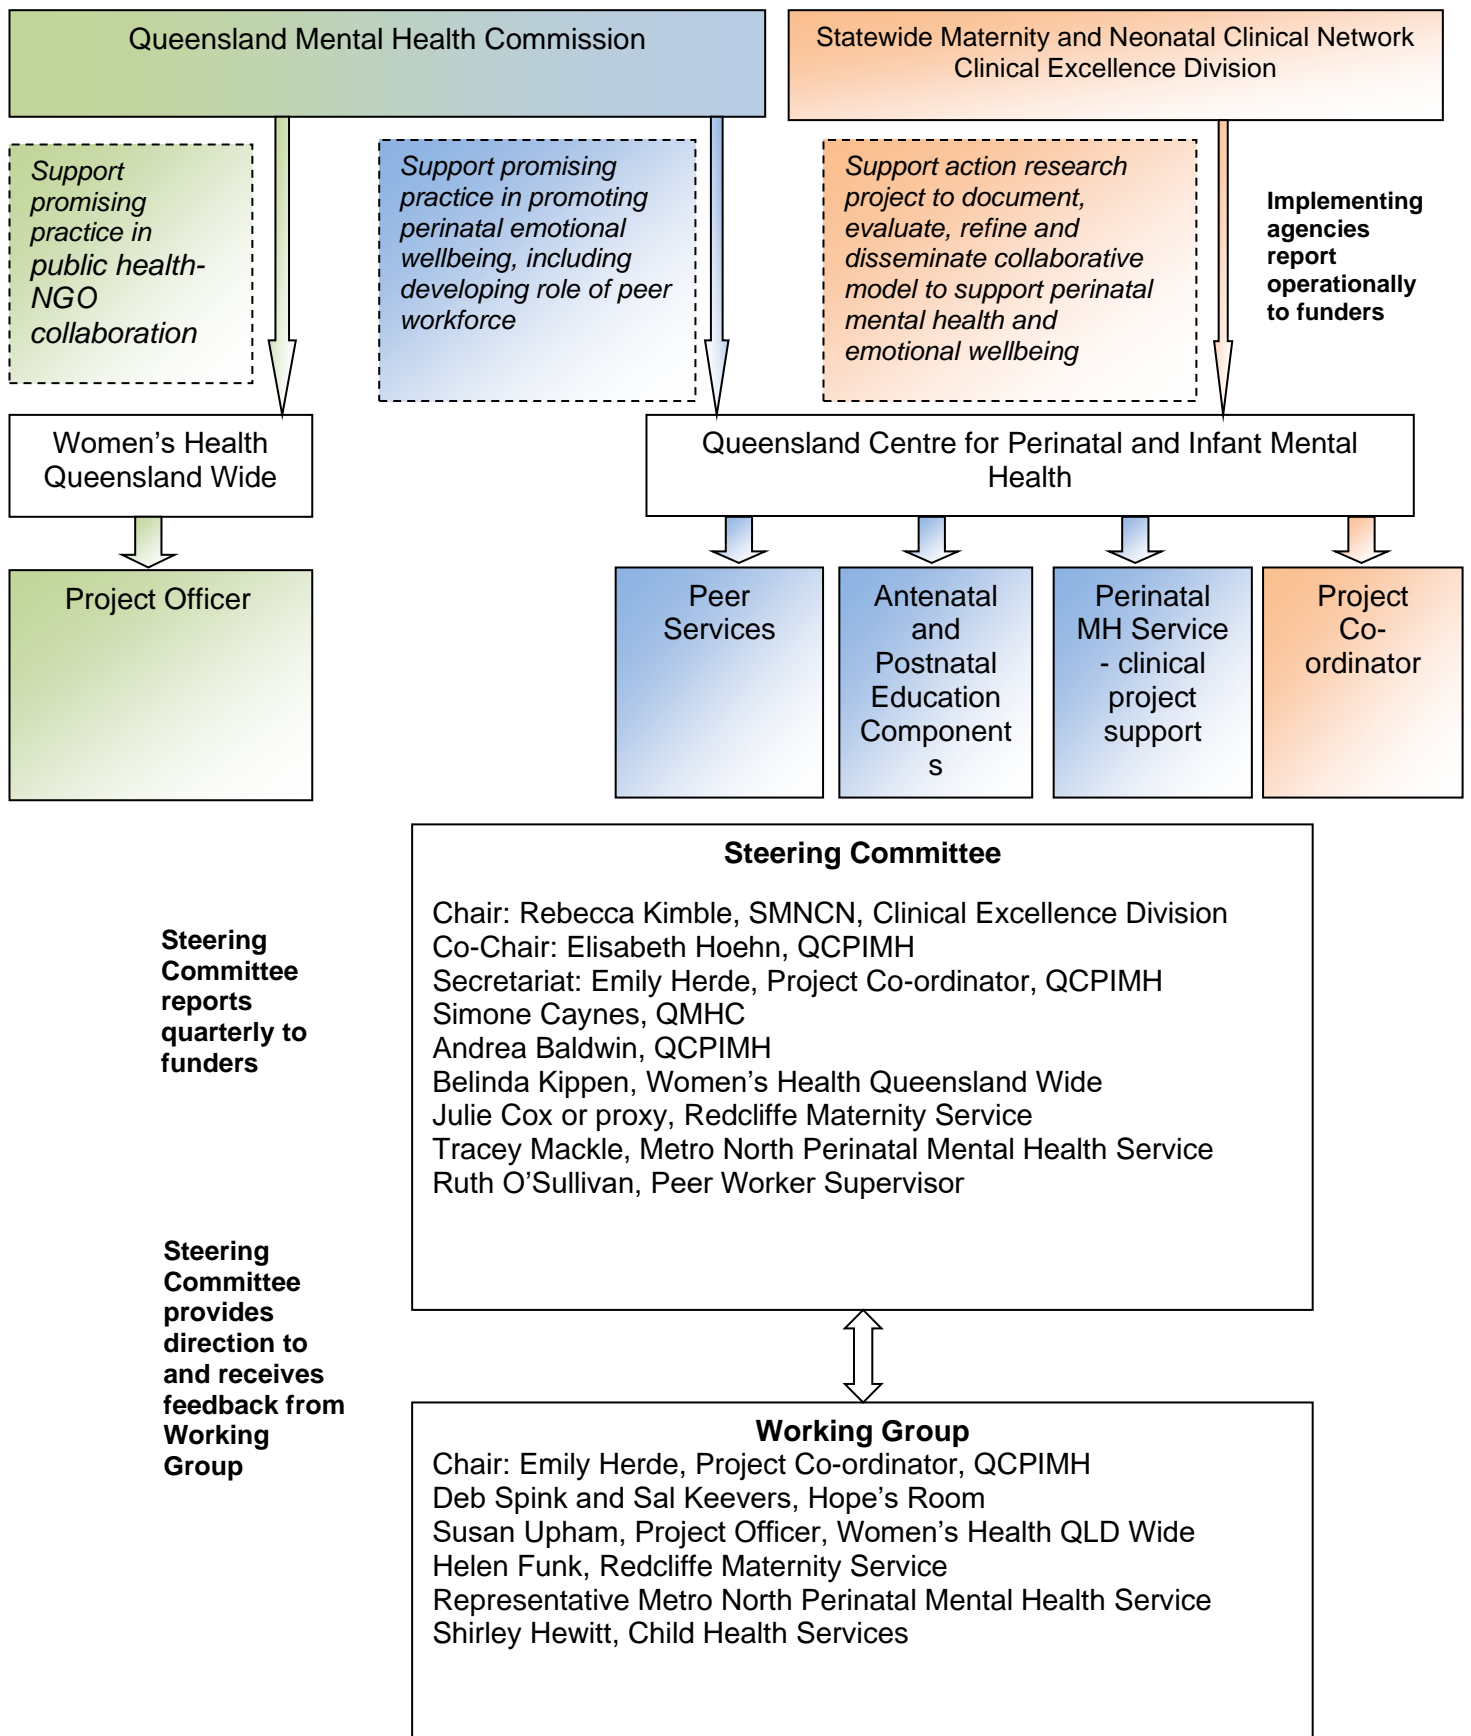 Queensland Mental Health Commission
Statewide Maternity and Neonatal Clinical Network
Clinical Excellence Division
Support
promising
practice in
public health-
NGO
collaboration
Support promising
practice in promoting
perinatal emotional
wellbeing, including
developing role of peer
workforce
Support action research
project to document,
evaluate, refine and
disseminate collaborative
model to support perinatal
mental health and
emotional wellbeing
Implementing
agencies
report
operationally
to funders
Women’s Health
Queensland Wide
Queensland Centre for Perinatal and Infant Mental
Health
Project Officer
Peer
Services
Antenatal
and
Postnatal
Education
Component
s
Perinatal
MH Service
- clinical
project
support
Project
Co-
ordinator
Steering Committee
Chair: Rebecca Kimble, SMNCN, Clinical Excellence Division
Co-Chair: Elisabeth Hoehn, QCPIMH
Secretariat: Emily Herde, Project Co-ordinator, QCPIMH
Simone Caynes, QMHC
Andrea Baldwin, QCPIMH
Belinda Kippen, Women’s Health Queensland Wide
Julie Cox or proxy, Redcliffe Maternity Service
Tracey Mackle, Metro North Perinatal Mental Health Service
Ruth O’Sullivan, Peer Worker Supervisor
Steering
Committee
reports
quarterly to
funders
Steering
Committee
provides
direction to
and receives
feedback from
Working
Group
Working Group
Chair: Emily Herde, Project Co-ordinator, QCPIMH
Deb Spink and Sal Keevers, Hope’s Room
Susan Upham, Project Officer, Women’s Health QLD Wide
Helen Funk, Redcliffe Maternity Service
Representative Metro North Perinatal Mental Health Service
Shirley Hewitt, Child Health Services